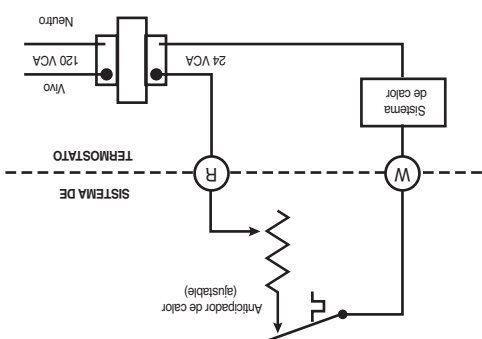 Anticipador de calor
(ajustable)
SISTEMA DE
TERMOSTATO
W
R
Sistema
de calor
Vivo
24 VCA
120 VCA
Neutro